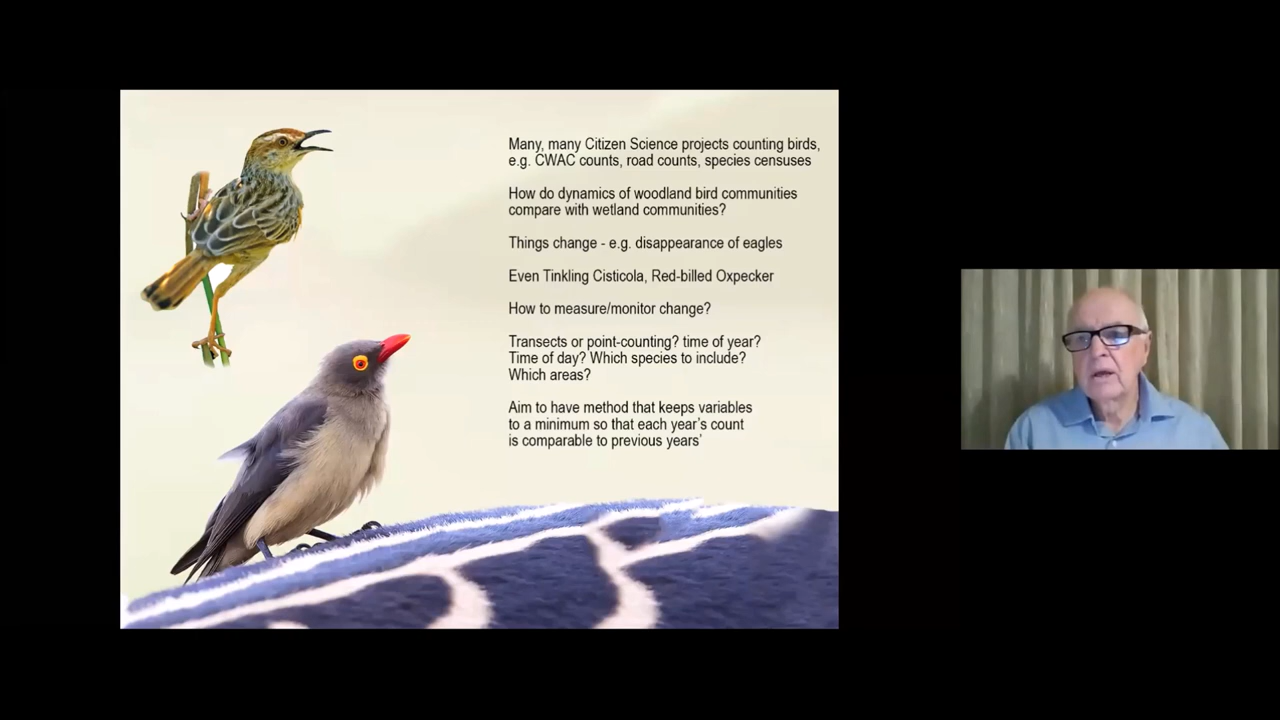 Many, many Citizen Science projects counting birds,
e.g. CWAC counts, road counts, species censuses
How do dynamics of woodland bird communities
compare with wetland communities?
Things change - e.g. disappearance of eagles
Even Tinkling Cisticola, Red-billed Oxpecker
How to measure/monitor change?
Transects or point-counting? time of year?
Time of day? Which species to include?
Which areas?
Aim to have method that keeps variables
to a minimum so that each year's count
is comparable to previous years'